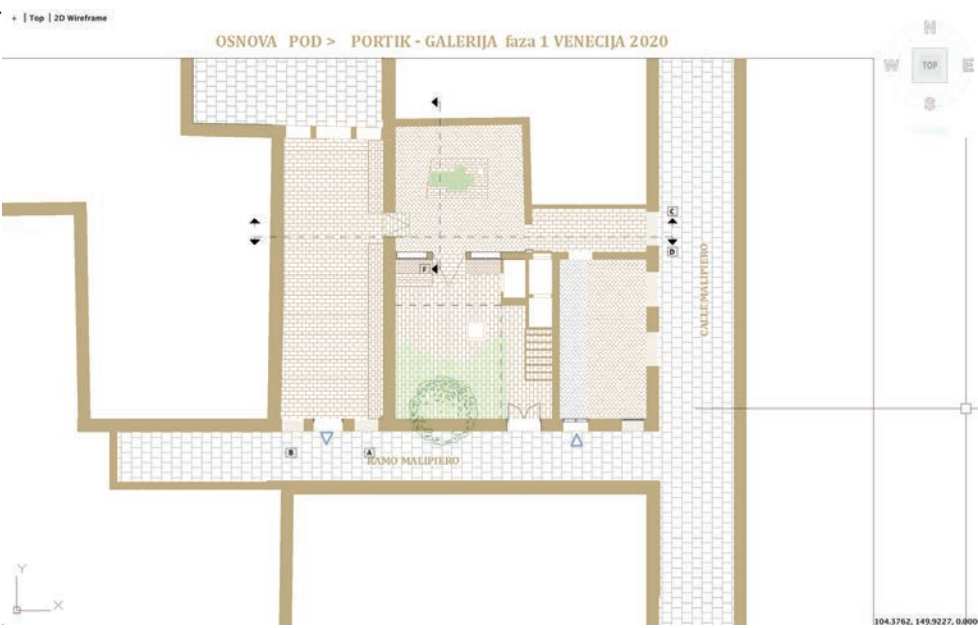 + | Top | 2D Wireframe
OSNOVA POD > PORTIK - GALERIJA faza 1 VENECIJA 2020
N
W TOP E
S
C
D
F
CALLE MALIPIERO
B
A
RAMO MALIPIERO
Y
X
104.3762, 149.9227, 0.000